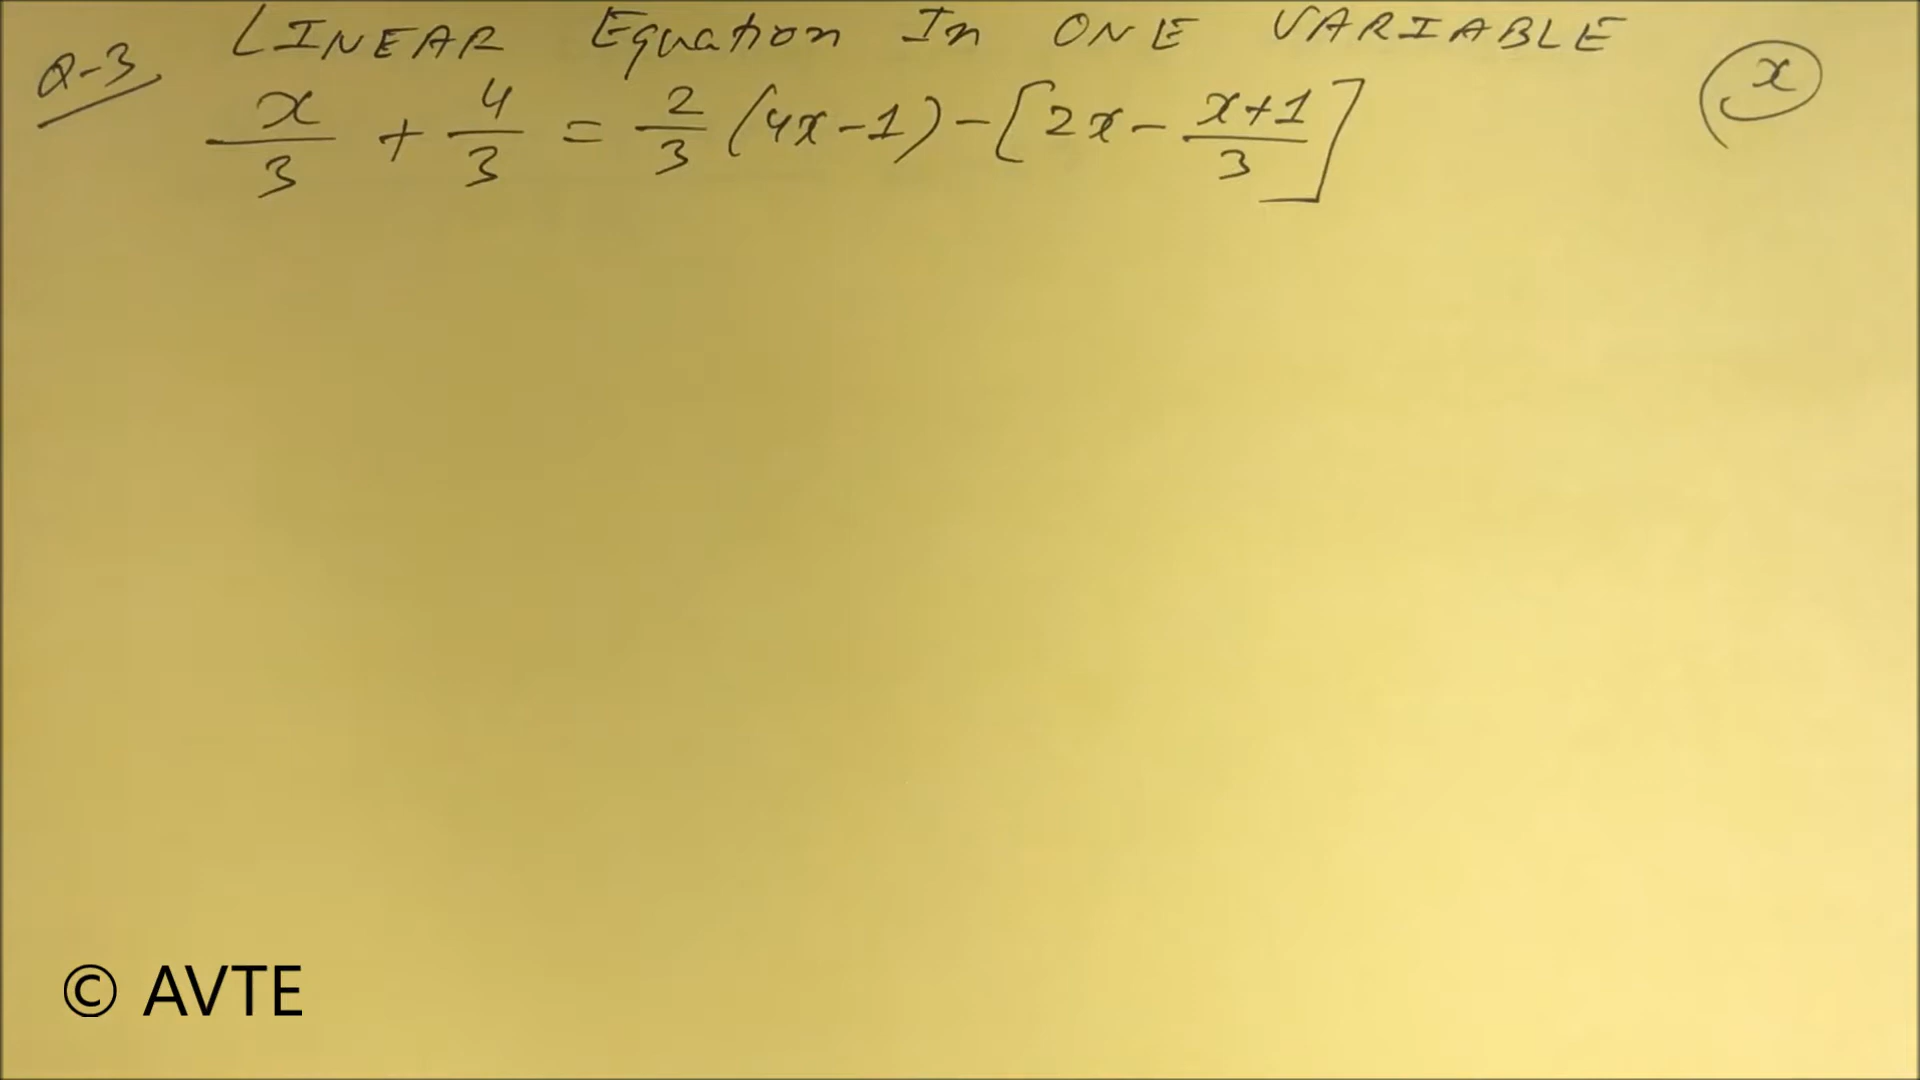 LINEAR Equation In ONE VARIABLE
Q-3, x/3 + 4/3 = 2/3 (4x-1) - [2x - x+1/3]
x
© AVTE